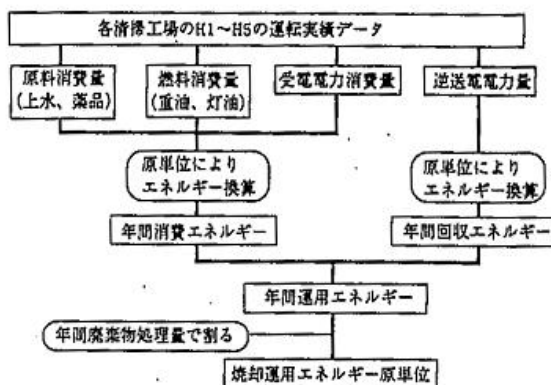 各清掃工場のH1〜H5の運転実績データ
原料消費量
(上水、薬品)
燃料消費量
(重油、灯油)
受電電力消費量
逆送電電力量
原単位により
エネルギー換算
原単位により
エネルギー換算
年間消費エネルギー
年間回収エネルギー
年間運用エネルギー
年間廃棄物処理量で割る
焼却運用エネルギー原単位